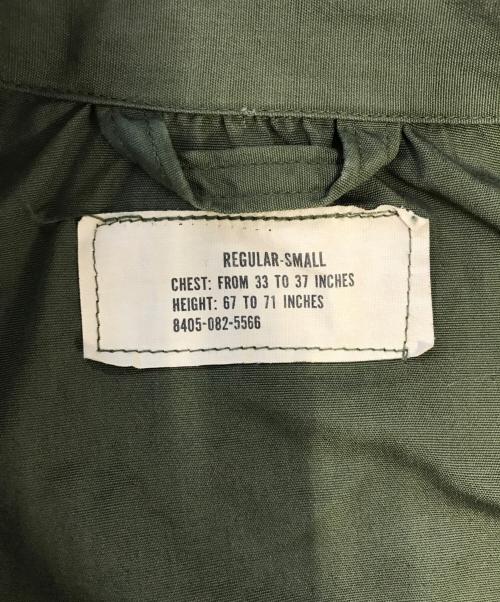 REGULAR-SMALL
CHEST: FROM 33 TO 37 INCHES
HEIGHT: 67 TO 71 INCHES
8405-082-5566